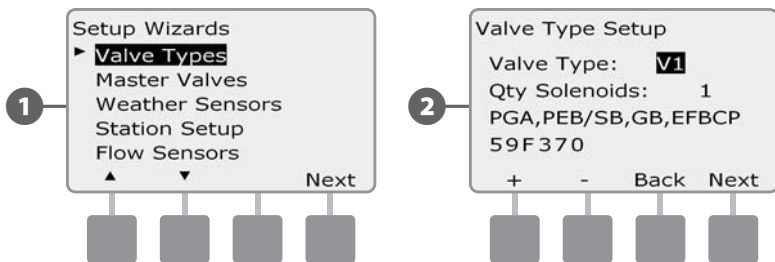 1
Setup Wizards
► Valve Types
Master Valves
Weather Sensors
Station Setup
Flow Sensors
▲ ▼ Next
2
Valve Type Setup
Valve Type: V1
Qty Solenoids: 1
PGA,PEB/SB,GB,EFBCP
59F370
+ - Back Next